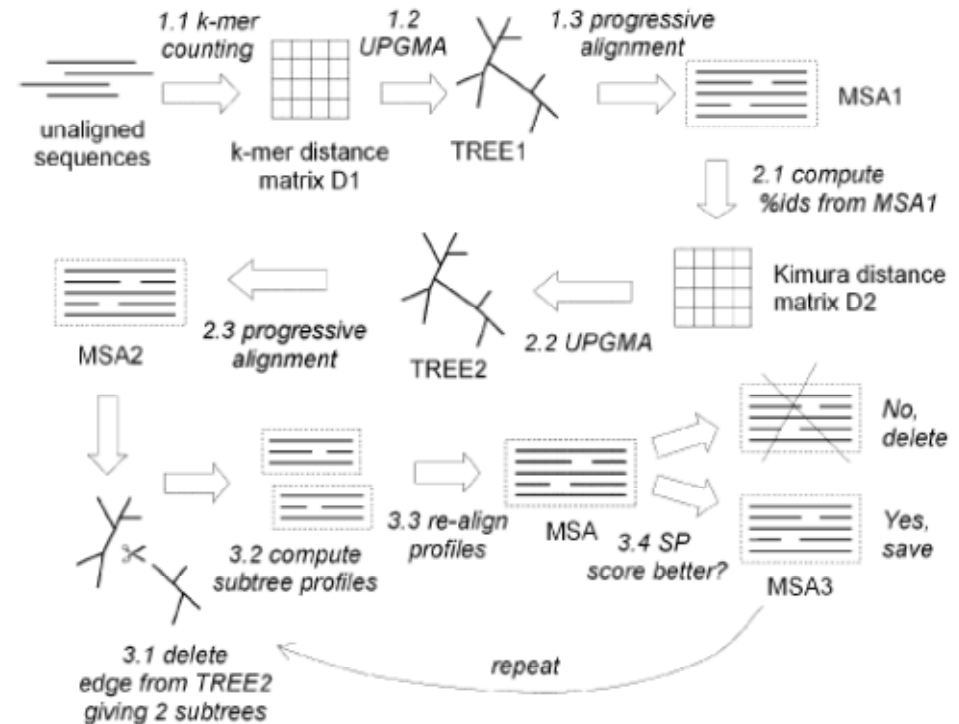 1.1 k-mer
counting
1.2
UPGMA
1.3 progressive
alignment
unaligned
sequences
k-mer distance
matrix D1
TREE1
MSA1
2.1 compute
%ids from MSA1
Kimura distance
matrix D2
2.2 UPGMA
TREE2
2.3 progressive
alignment
MSA2
3.1 delete
edge from TREE2
giving 2 subtrees
3.2 compute
subtree profiles
3.3 re-align
profiles
MSA
3.4 SP
score better?
No,
delete
Yes,
save
MSA3
repeat